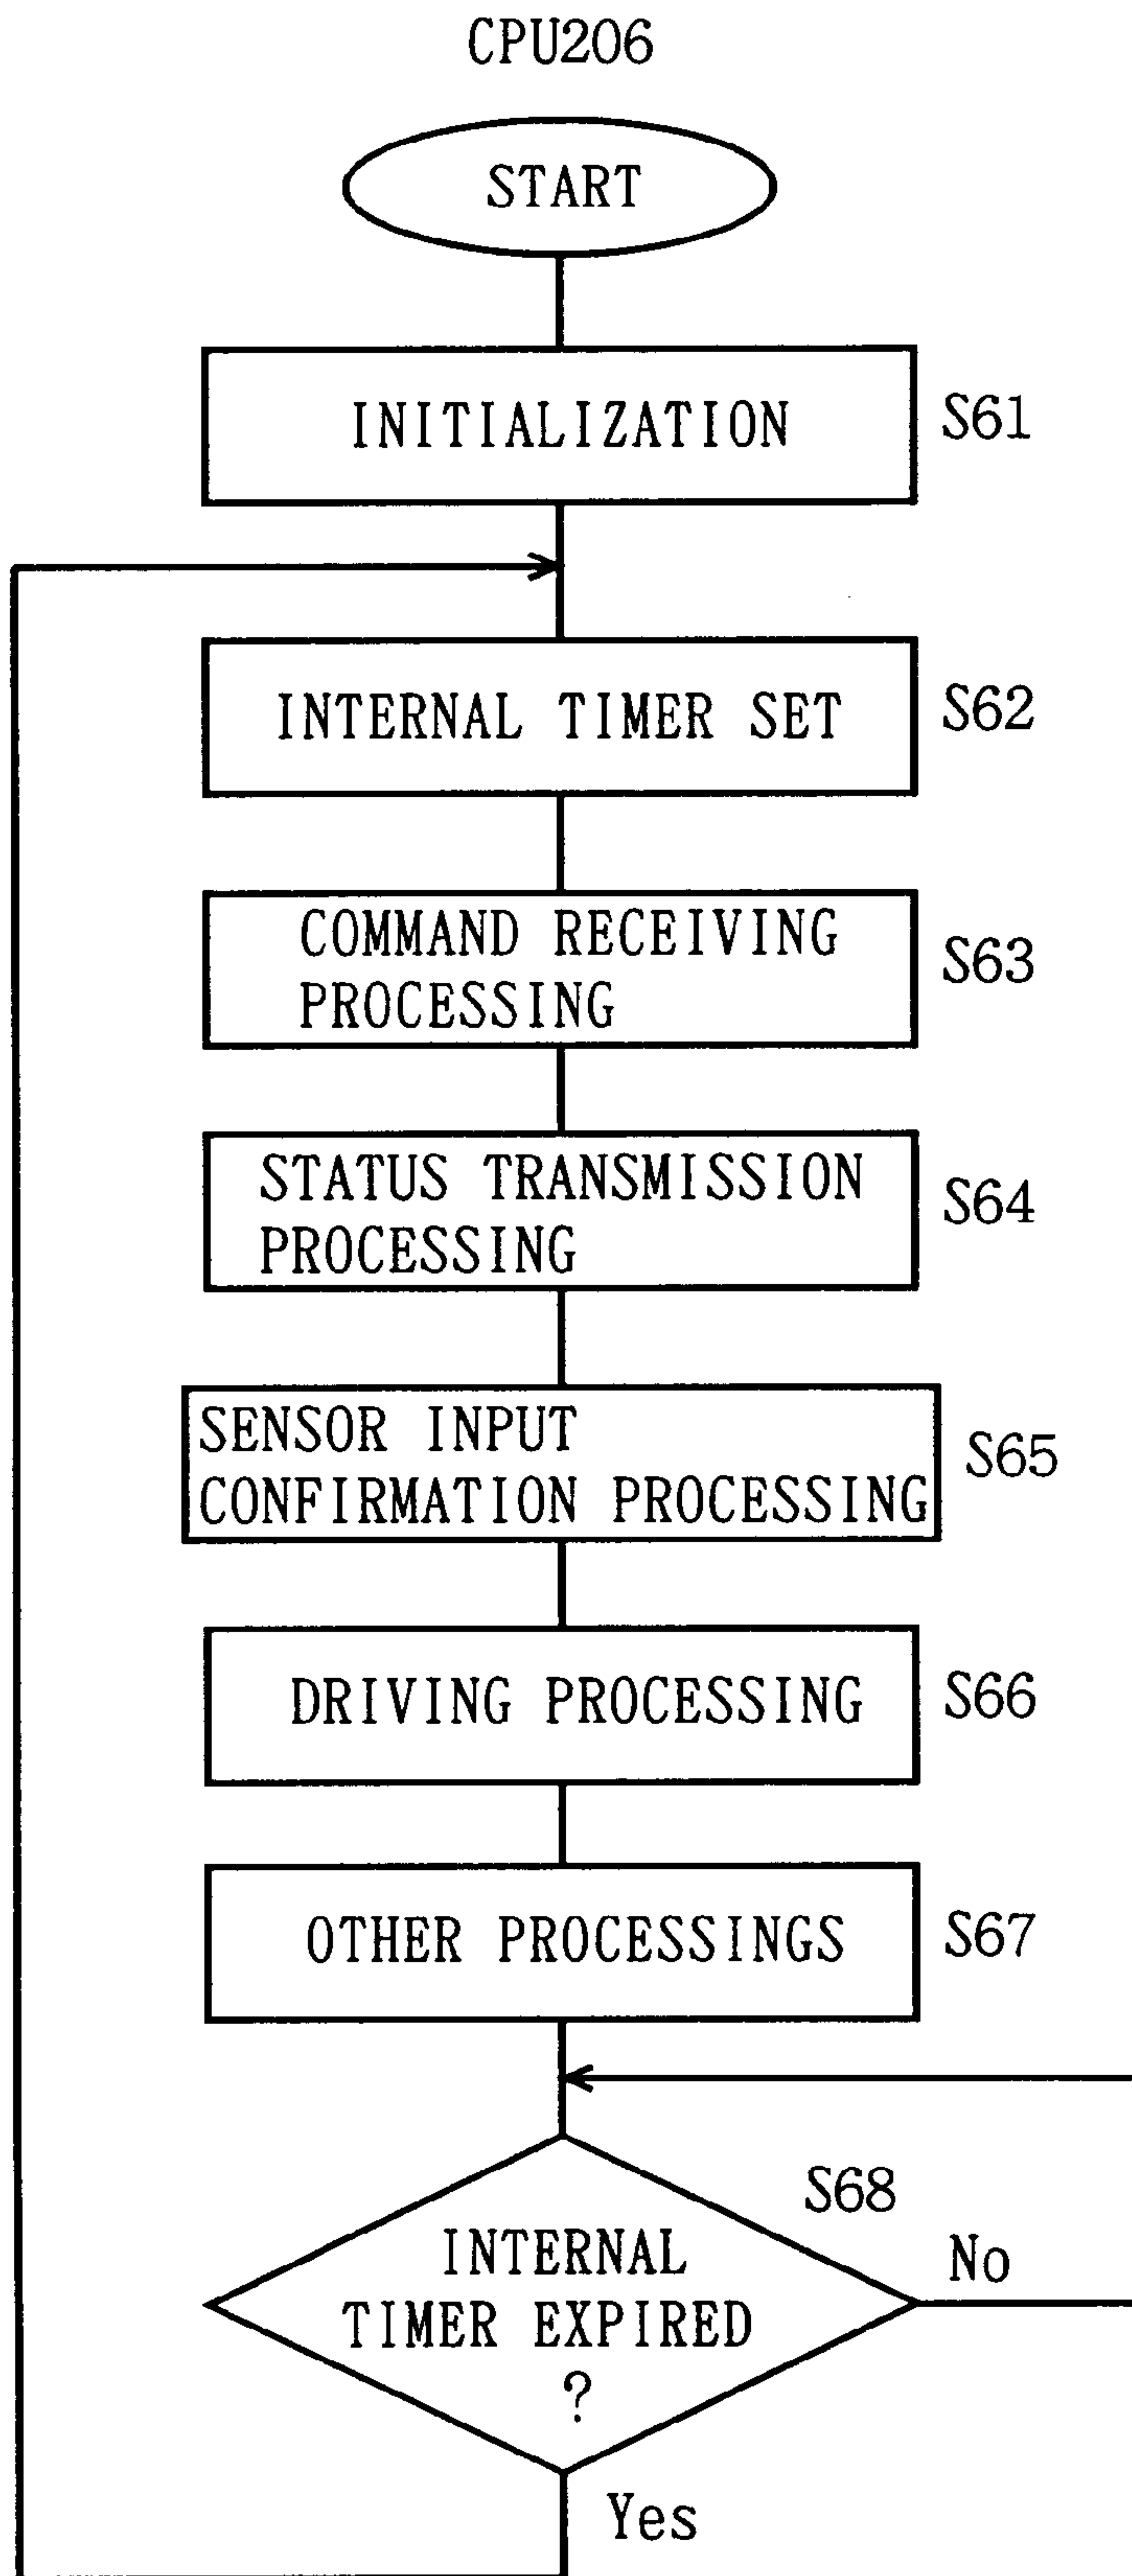 CPU206
START
INITIALIZATION
S61
INTERNAL TIMER SET
S62
COMMAND RECEIVING
PROCESSING
S63
STATUS TRANSMISSION
PROCESSING
S64
SENSOR INPUT
CONFIRMATION PROCESSING
S65
DRIVING PROCESSING
S66
OTHER PROCESSINGS
S67
S68
INTERNAL
TIMER EXPIRED
?
No
Yes